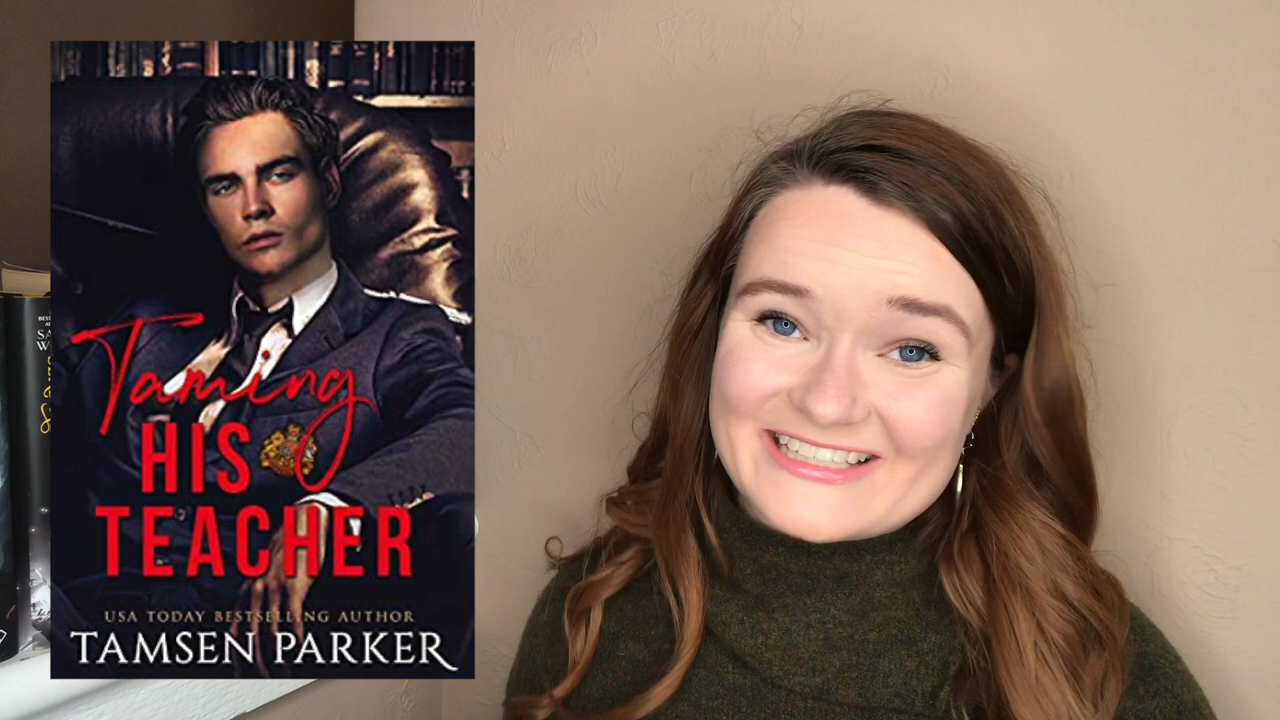 Taming
HIS
TEACHER
USA TODAY BESTSELLING AUTHOR
TAMSEN PARKER